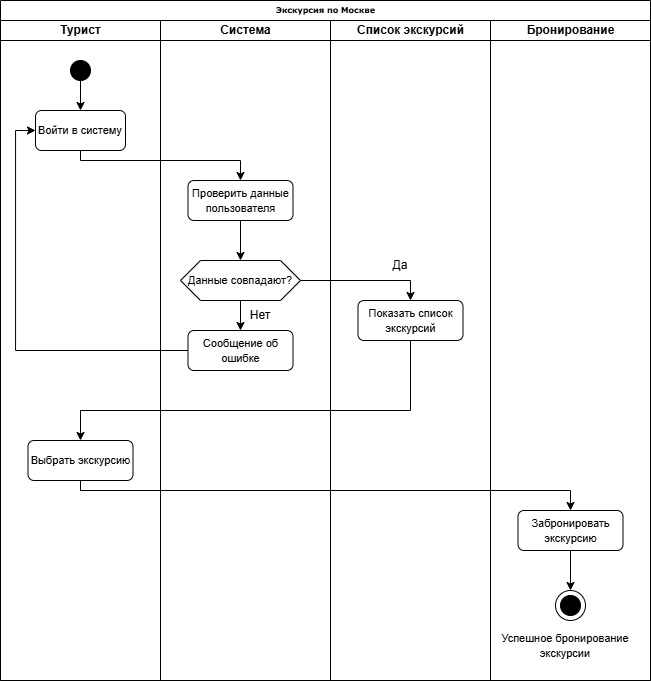 Экскурсия по Москве
Турист
Система
Список экскурсий
Бронирование
Войти в систему
Проверить данные
пользователя
Данные совпадают?
Да
Нет
Показать список
экскурсий
Сообщение об
ошибке
Выбрать экскурсию
Забронировать
экскурсию
Успешное бронирование
экскурсии